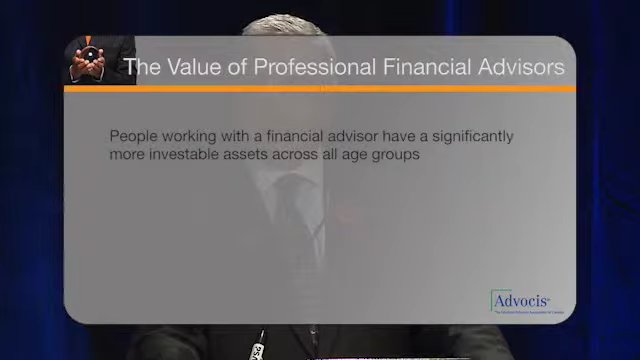 The Value of Professional Financial Advisors
People working with a financial advisor have a significantly
more investable assets across all age groups
Advocis